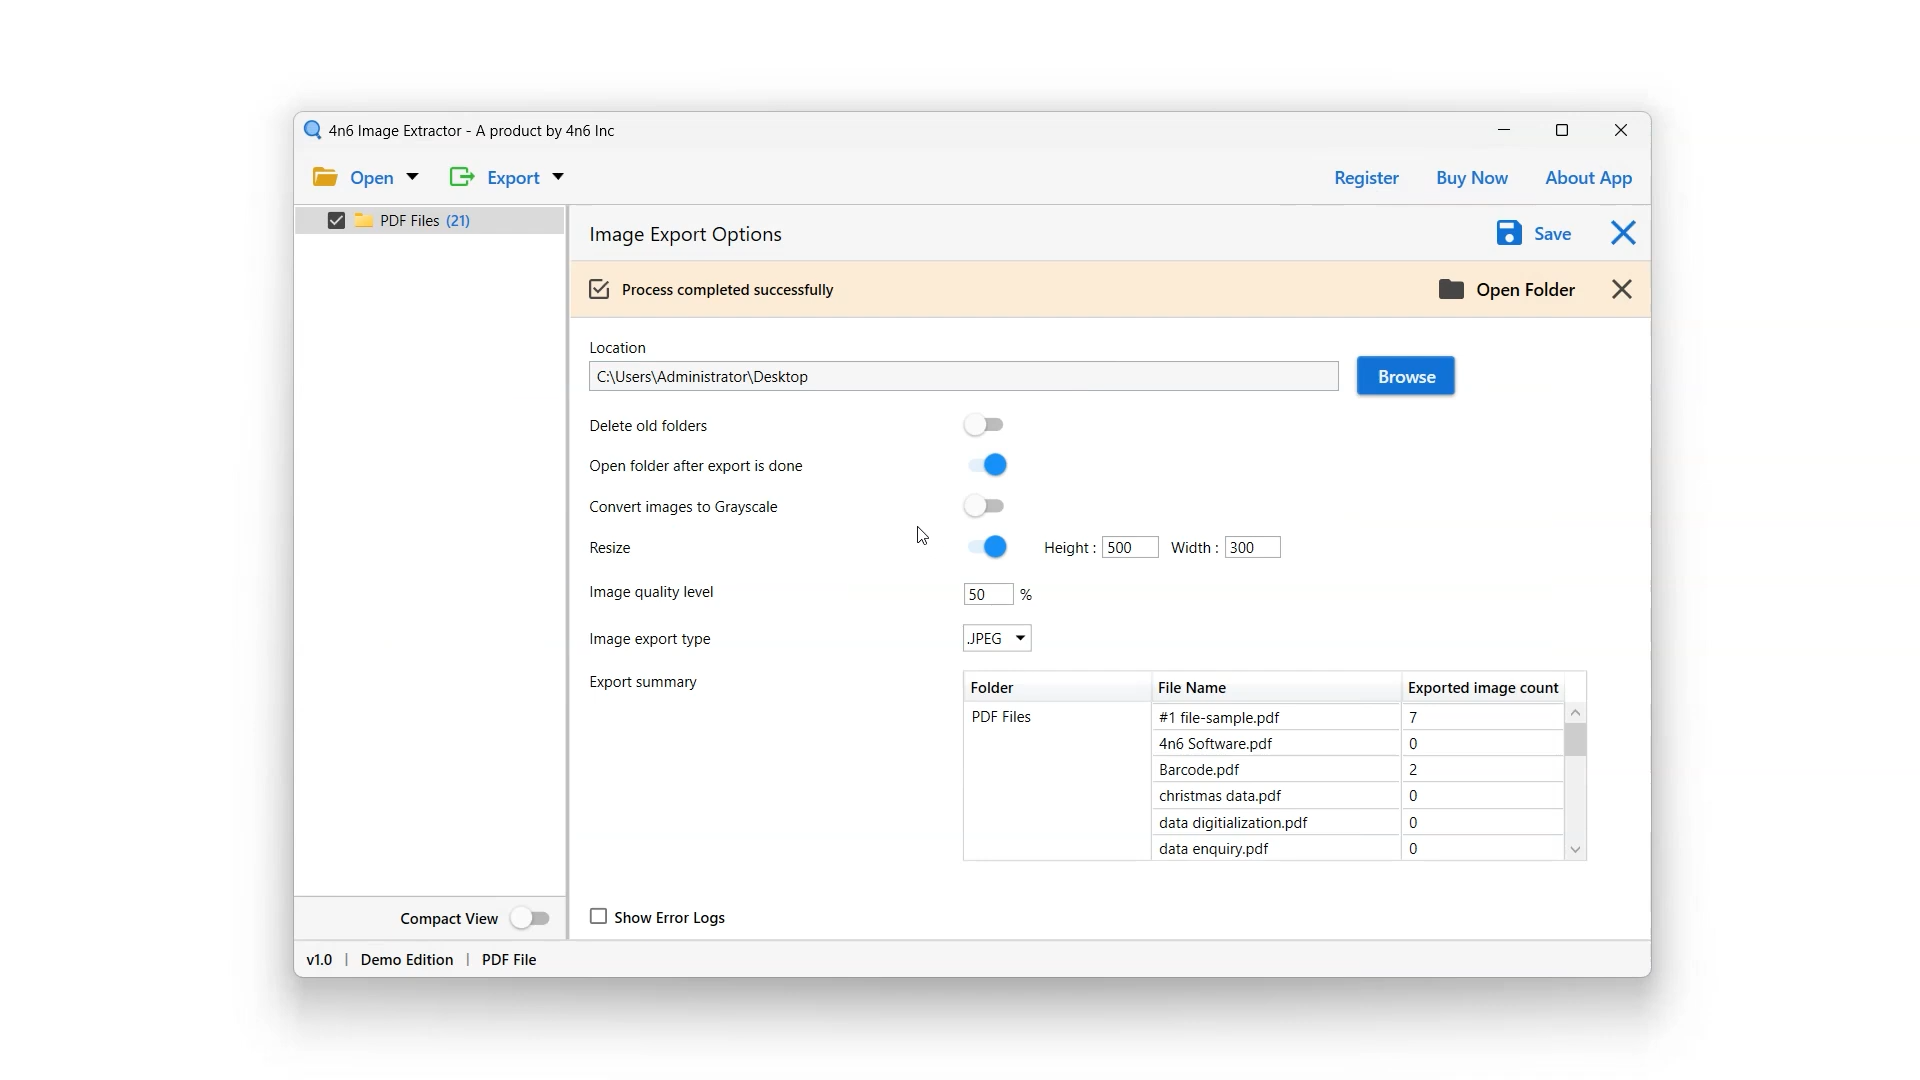 4n6 Image Extractor - A product by 4n6 Inc
Open Export Register Buy Now About App
PDF Files (21)
Image Export Options Save
Process completed successfully Open Folder
Location
C:\Users\Administrator\Desktop Browse
Delete old folders
Open folder after export is done
Convert images to Grayscale
Resize Height : 500 Width : 300
Image quality level 50 %
Image export type .JPEG
Export summary
Folder File Name Exported image count
PDF Files #1 file-sample.pdf 7
4n6 Software.pdf 0
Barcode.pdf 2
christmas data.pdf 0
data digitialization.pdf 0
data enquiry.pdf 0
Compact View Show Error Logs
v1.0 | Demo Edition | PDF File